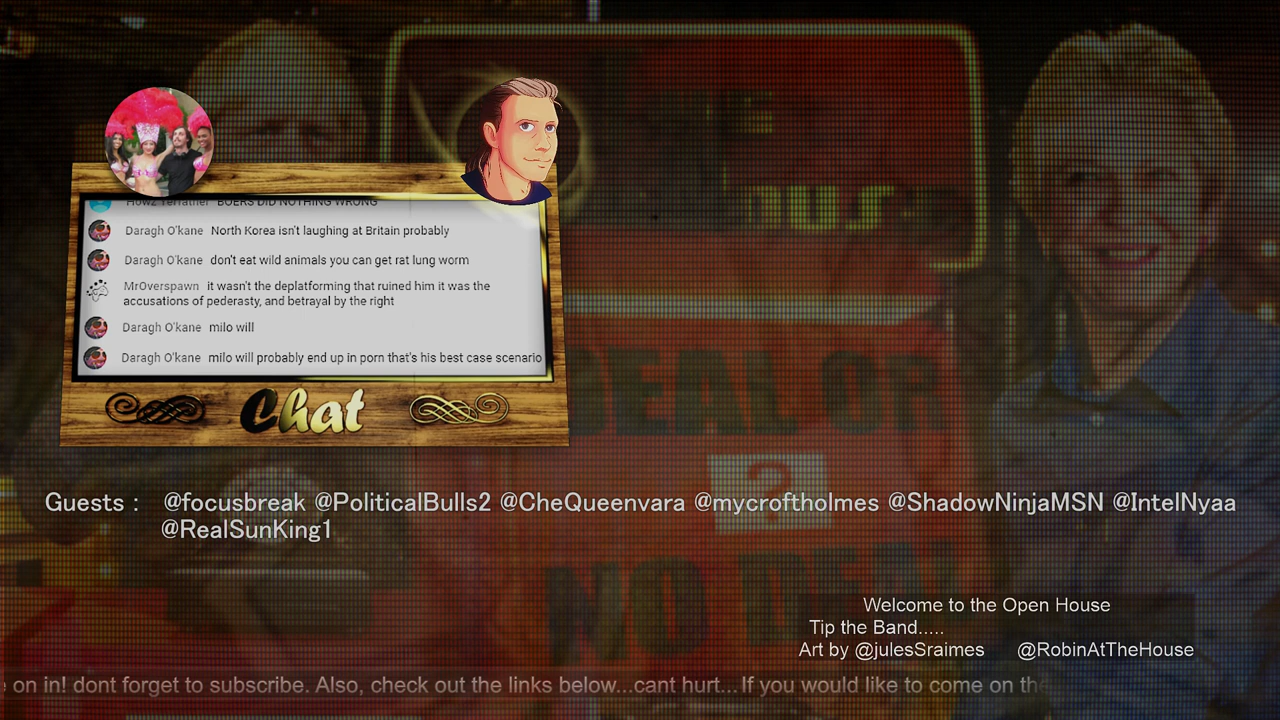 Howz Yerfather BOERS DID NOTHING WRONG
Daragh O'kane North Korea isn't laughing at Britain probably
Daragh O'kane don't eat wild animals you can get rat lung worm
MrOverspawn it wasn't the deplatforming that ruined him it was the
accusations of pederasty, and betrayal by the right
Daragh O'kane milo will
Daragh O'kane milo will probably end up in porn that's his best case scenario
Chat
DEAL OR
?
NO DEAL
Guests : @focusbreak @PoliticalBulls2 @CheQueenvara @mycroftholmes @ShadowNinjaMSN @IntelNyaa
@RealSunKing1
Welcome to the Open House
Tip the Band.....
Art by @julesSraimes @RobinAtTheHouse
on in! dont forget to subscribe. Also, check out the links below...cant hurt... If you would like to come on the